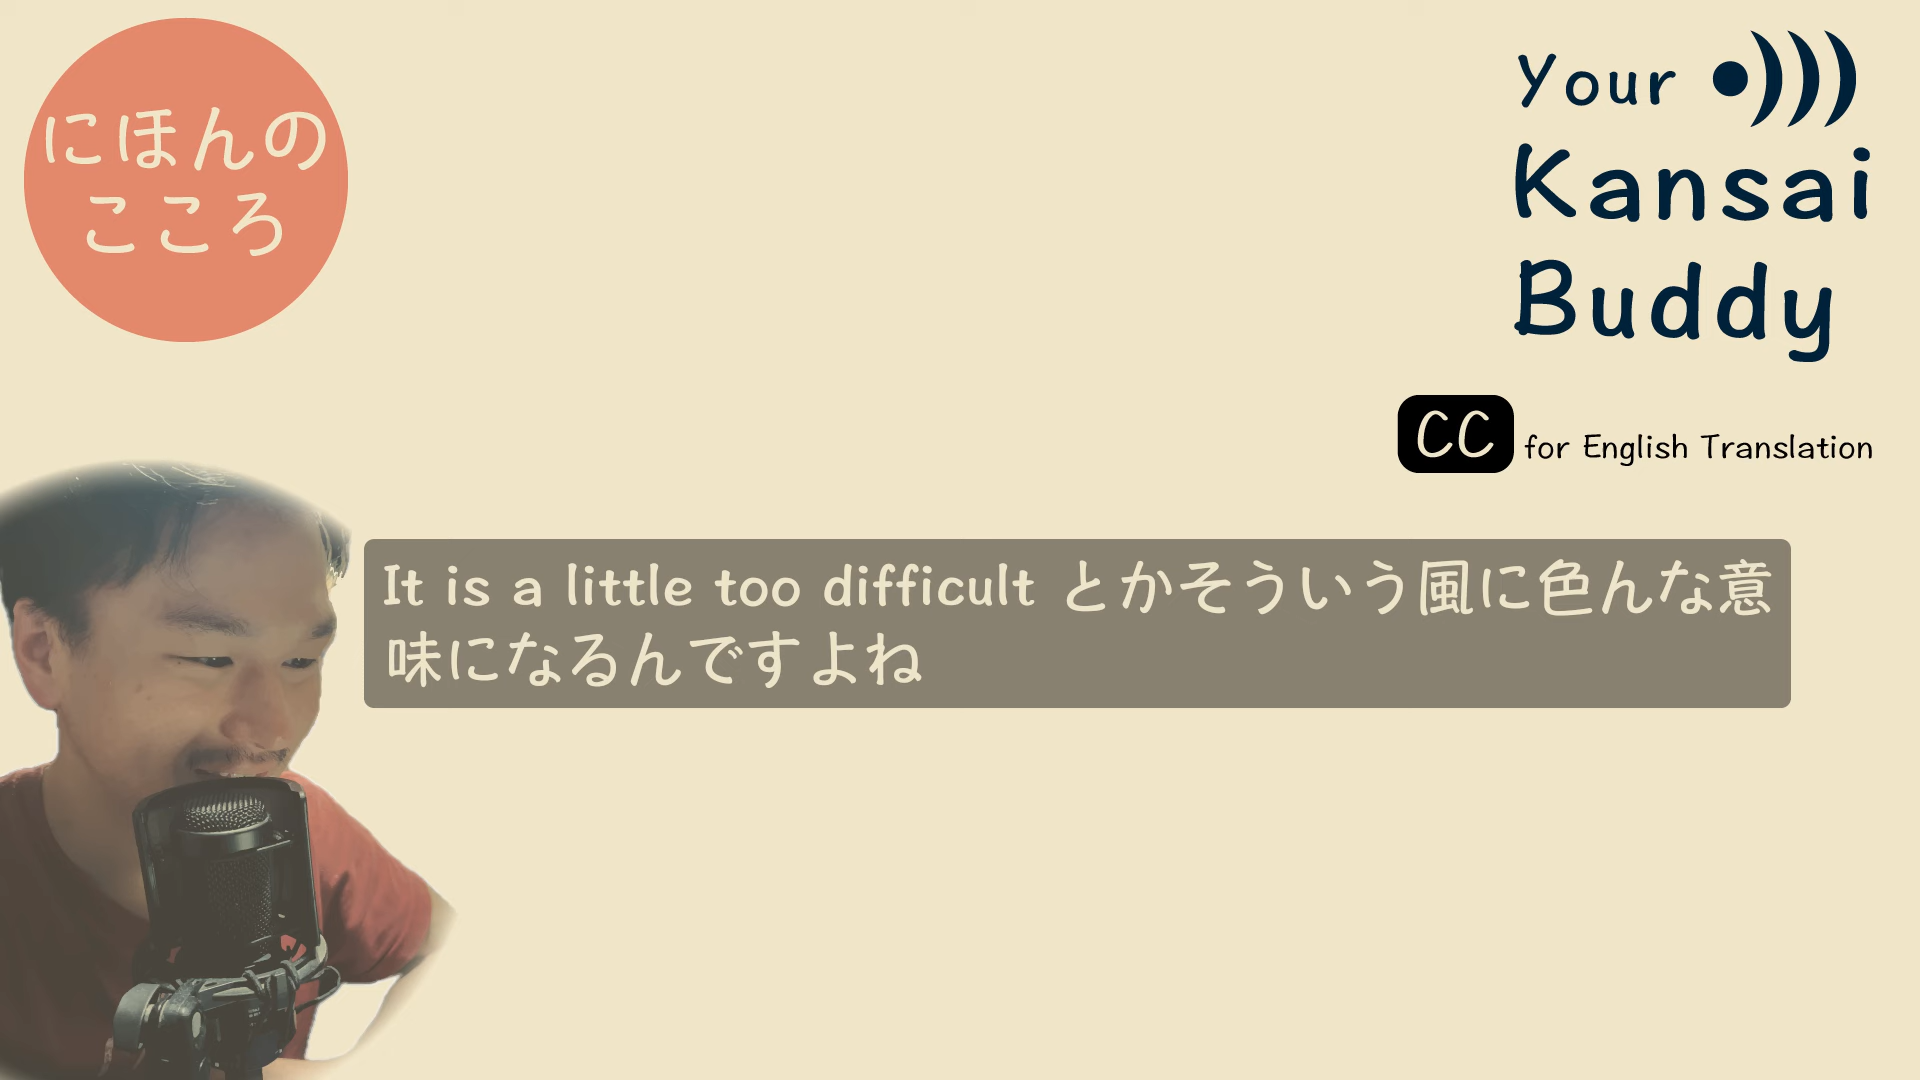 にほんの
こころ
Your
Kansai
Buddy
CC for English Translation
It is a little too difficult とかそういう風に色んな意
味になるんですよね